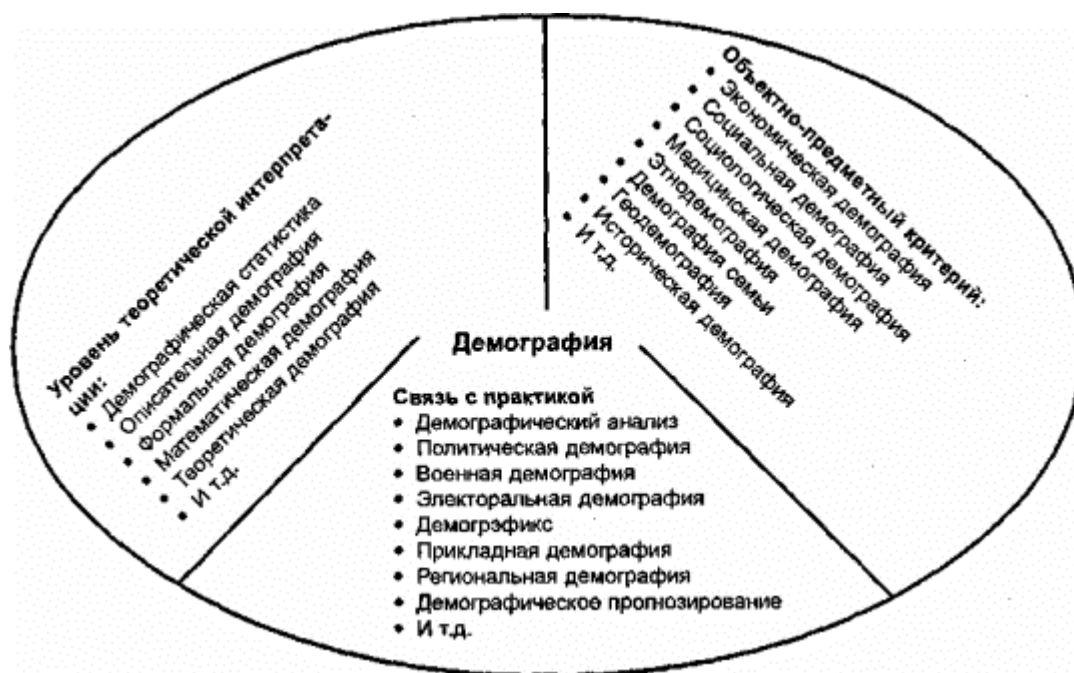 Уровень теоретической интерпрета-
ции:
• Демографическая статистика
• Описательная демография
• Формальная демография
• Математическая демография
• Теоретическая демография
• И т.д.
Объектно-предметный критерий:
• Экономическая демография
• Социальная демография
• Социологическая демография
• Медицинская демография
• Этнодемография
• Демография семьи
• Геодемография
• Историческая демография
• И т.д.
Демография
Связь с практикой
• Демографический анализ
• Политическая демография
• Военная демография
• Электоральная демография
• Демогрэфикс
• Прикладная демография
• Региональная демография
• Демографическое прогнозирование
• И т.д.